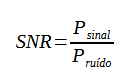 SNR = P_sinal / P_ruído